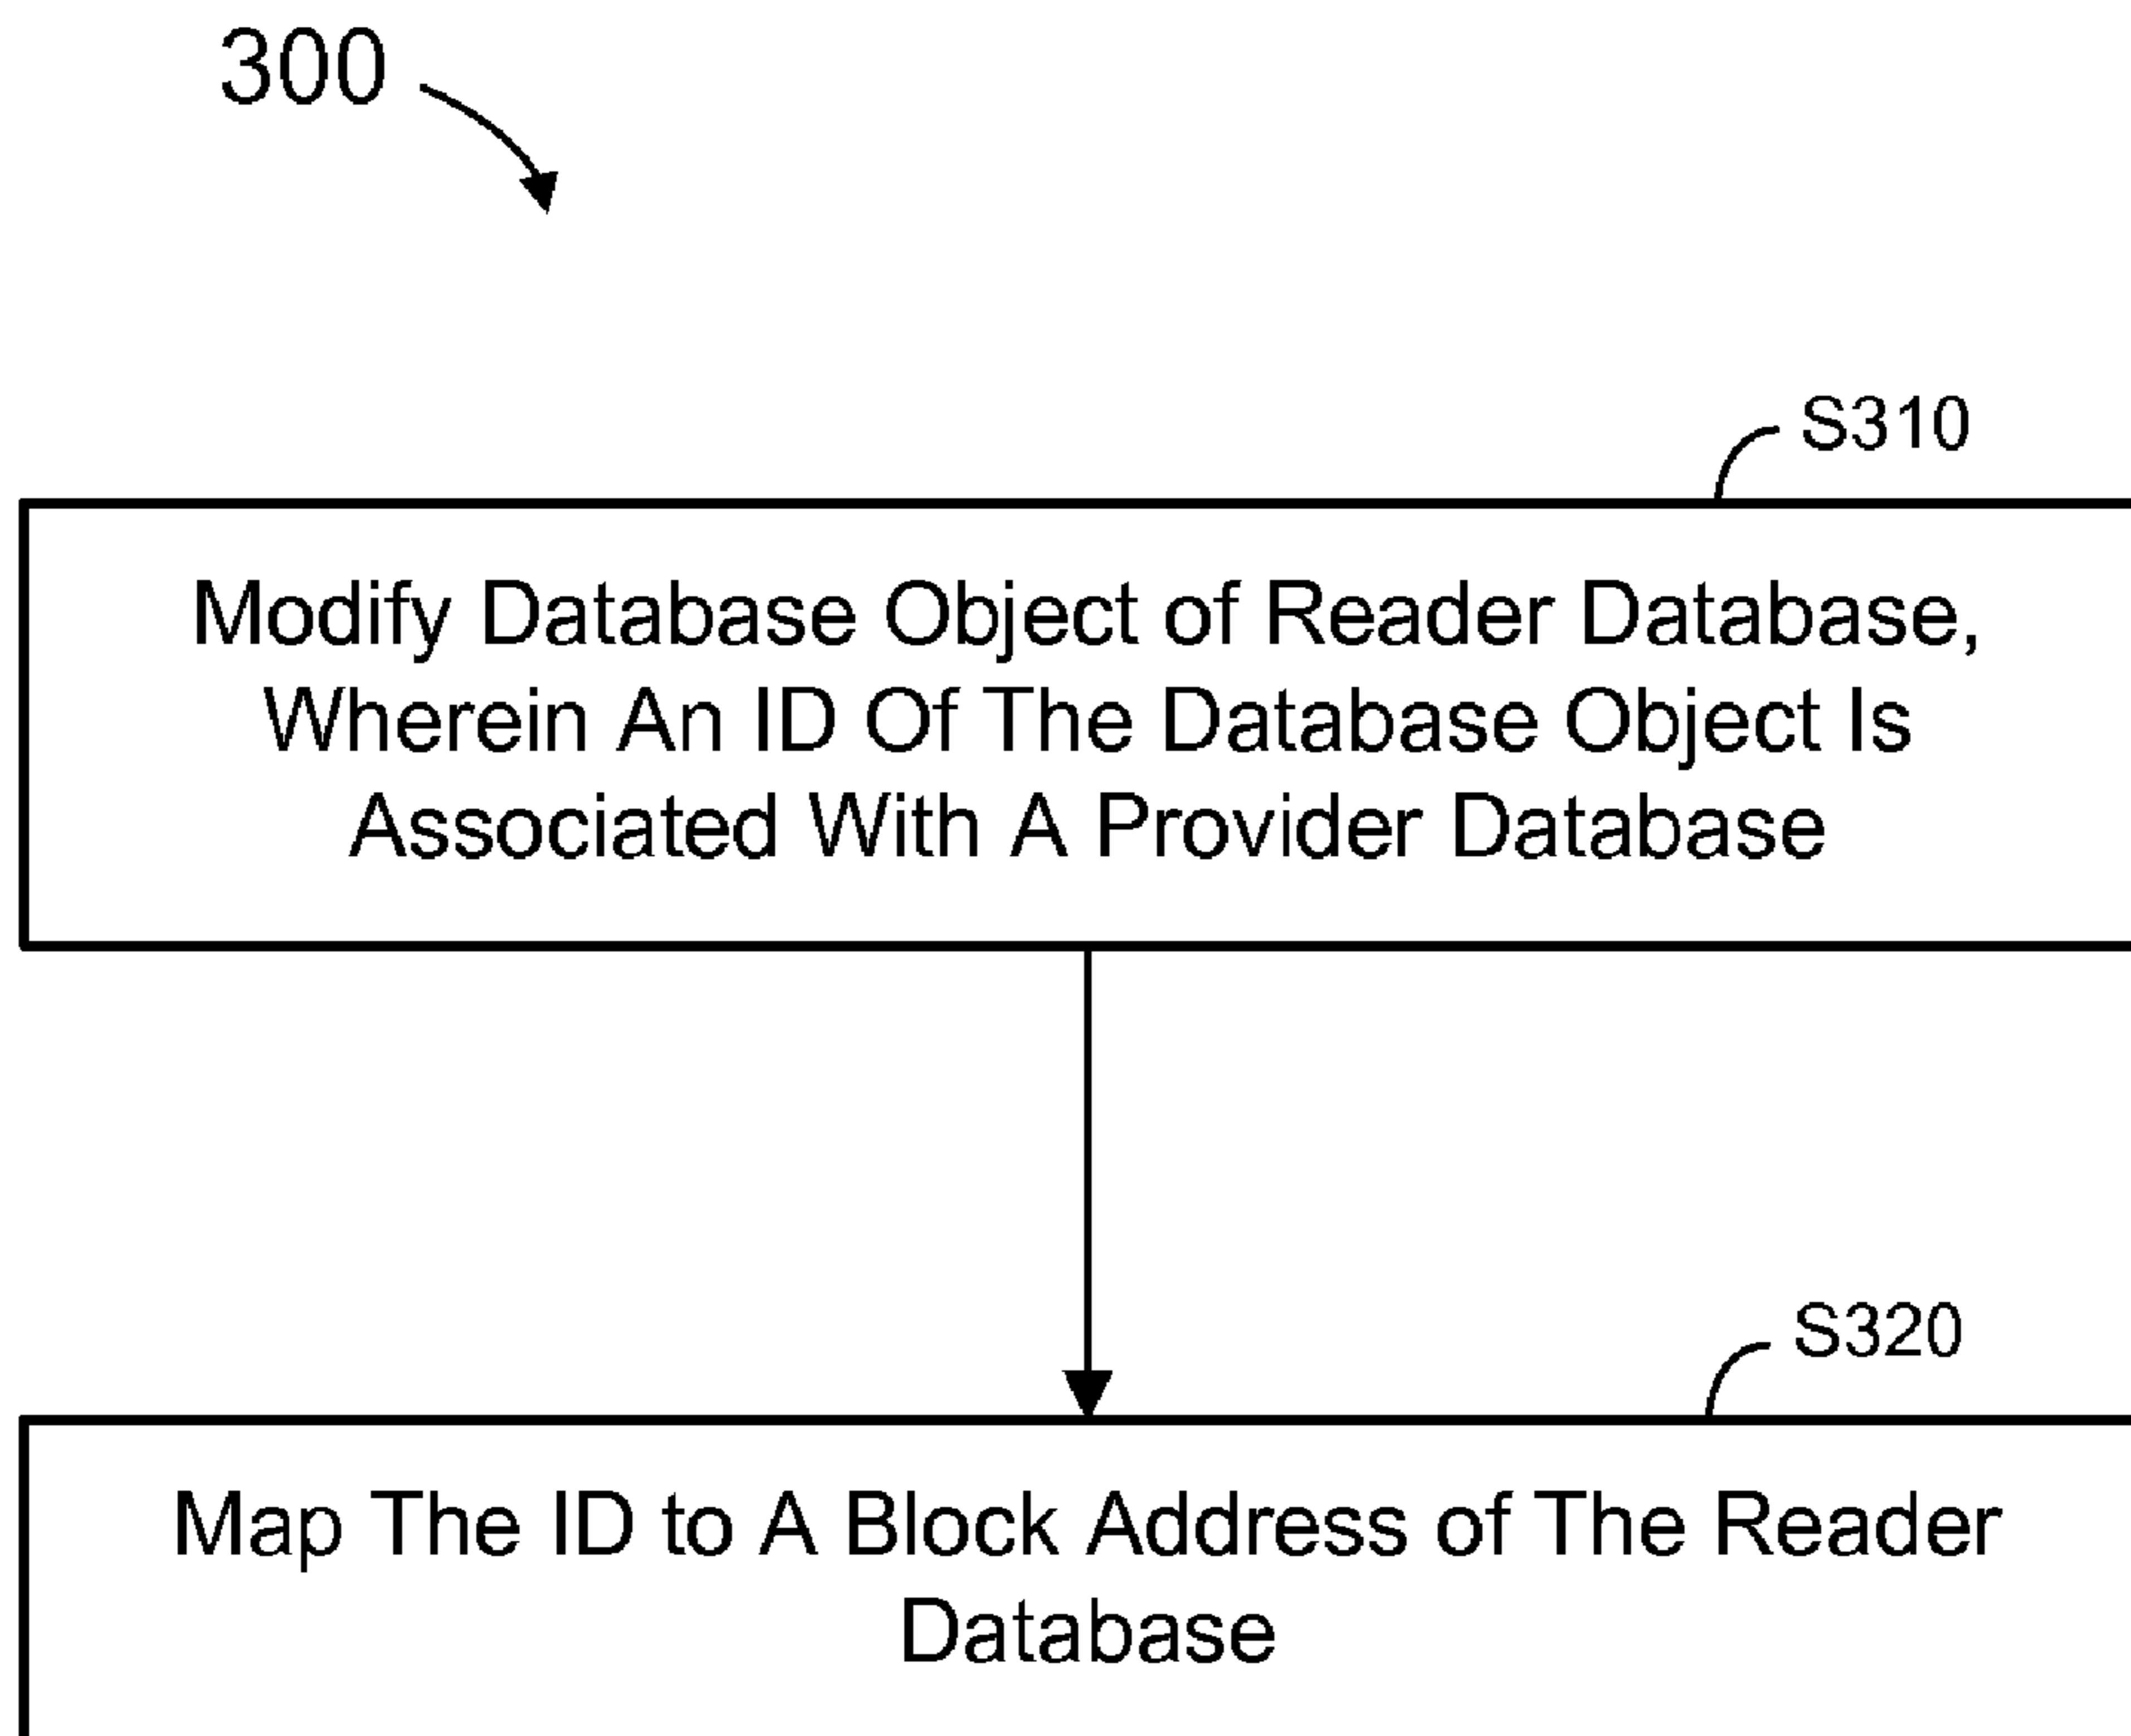 300
S310
Modify Database Object of Reader Database,
Wherein An ID Of The Database Object Is
Associated With A Provider Database
S320
Map The ID to A Block Address of The Reader
Database